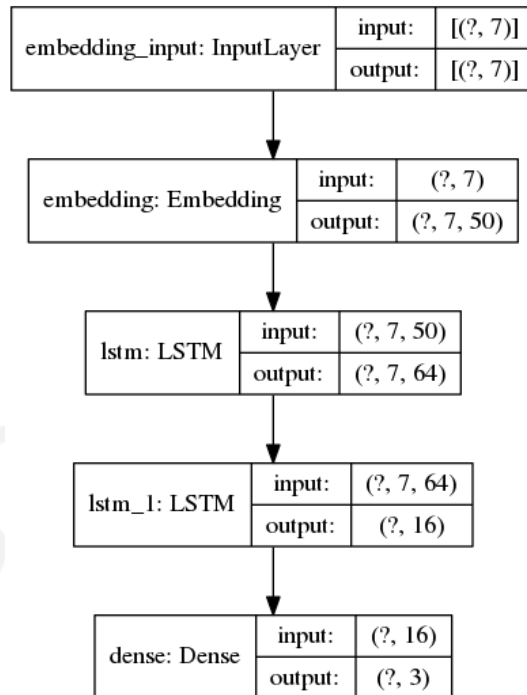 embedding_input: InputLayer
input: [(?, 7)]
output: [(?, 7)]
embedding: Embedding
input: (?, 7)
output: (?, 7, 50)
lstm: LSTM
input: (?, 7, 50)
output: (?, 7, 64)
lstm_1: LSTM
input: (?, 7, 64)
output: (?, 16)
dense: Dense
input: (?, 16)
output: (?, 3)